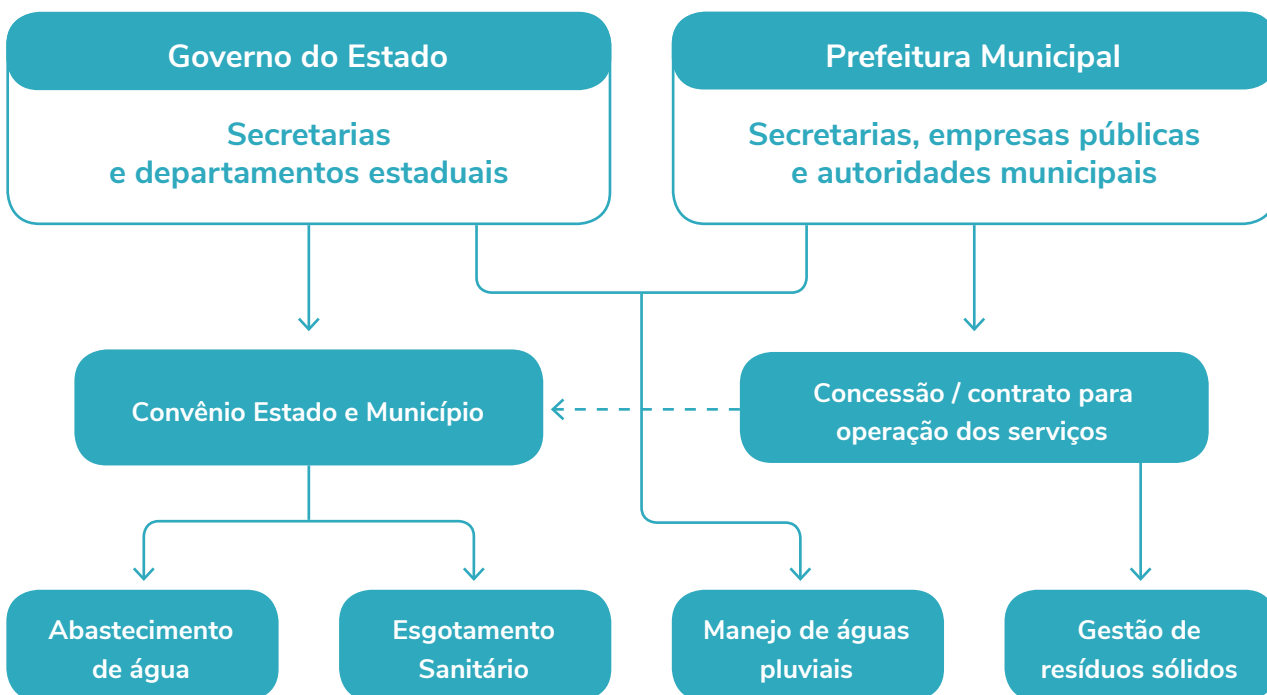 Governo do Estado
Prefeitura Municipal
Secretarias
e departamentos estaduais
Secretarias, empresas públicas
e autoridades municipais
Convênio Estado e Município
Concessão / contrato para
operação dos serviços
Abastecimento
de água
Esgotamento
Sanitário
Manejo de águas
pluviais
Gestão de
resíduos sólidos